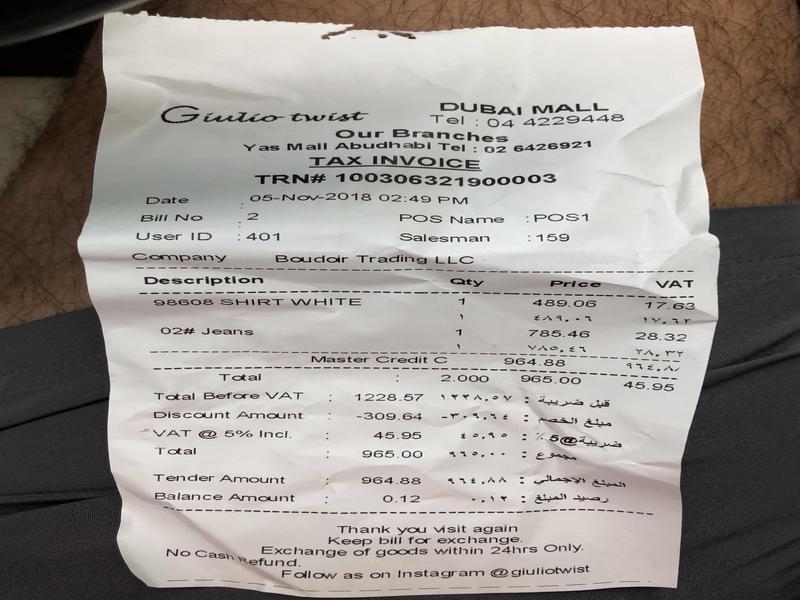 Giulio twist
DUBAI MALL
Tel : 04 4229448
Our Branches
Yas Mall Abudhabi Tel : 02 6426921
TAX INVOICE
TRN# 100306321900003
Date : 05-Nov-2018 02:49 PM
Bill No : 2 POS Name : POS1
User ID : 401 Salesman : 159
Company Boudoir Trading LLC
Description Qty Price VAT
98608 SHIRT WHITE 1 489.06 17.63
١ ٤٨٩.٠٦ ١٧.٦٣
02# Jeans 1 785.46 28.32
١ ٧٨٥.٤٦ ٢٨.٣٢
Master Credit C 964.88 ٩٦٤.٨٨
Total : 2.000 965.00 45.95
Total Before VAT : 1228.57 ١٢٢٨.٥٧ : قبل ضريبة
Discount Amount : -309.64 -٣٠٩.٦٤ : مبلغ الخصم
VAT @ 5% Incl. : 45.95 ٤٥.٩٥ : ضريبة@٥٪
Total : 965.00 ٩٦٥.٠٠ : مجموع
Tender Amount : 964.88 ٩٦٤.٨٨ : المبلغ الاجمالي
Balance Amount : 0.12 ٠.١٢ : رصيد المبلغ
Thank you visit again
Keep bill for exchange.
Exchange of goods within 24hrs Only.
No Cash Refund.
Follow as on Instagram @giuliotwist